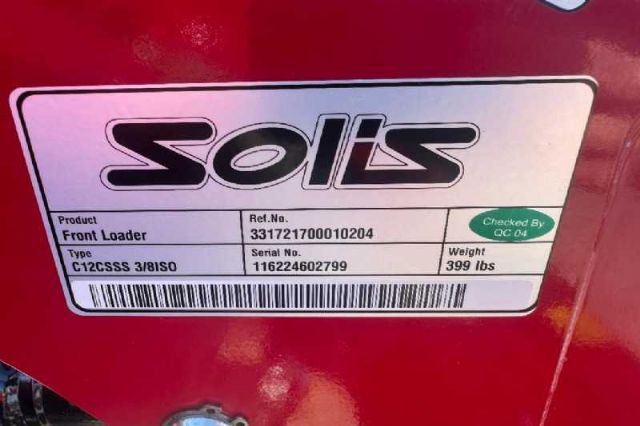 Solis
Product
Front Loader
Ref.No.
331721700010204
Checked By
QC 04
Type
C12CSSS 3/8ISO
Serial No.
116224602799
Weight
399 lbs